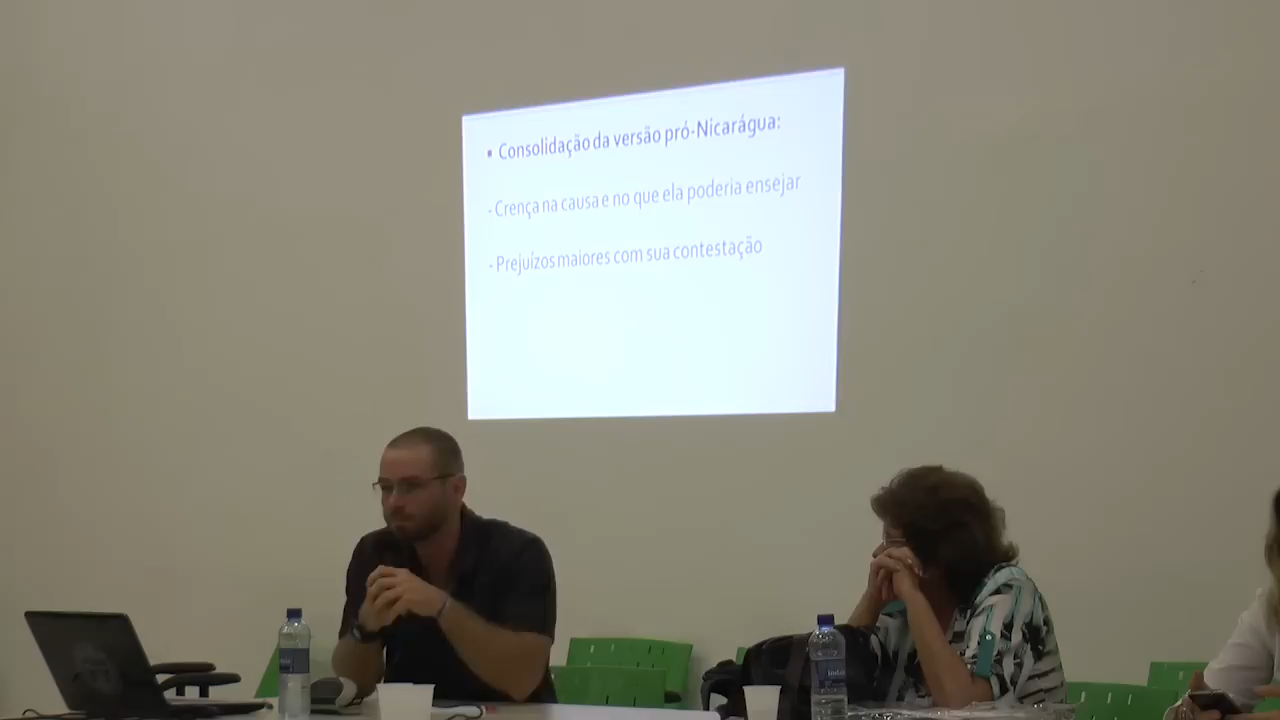 ▪ Consolidação da versão pró-Nicarágua:
- Crença na causa e no que ela poderia ensejar
- Prejuízos maiores com sua contestação